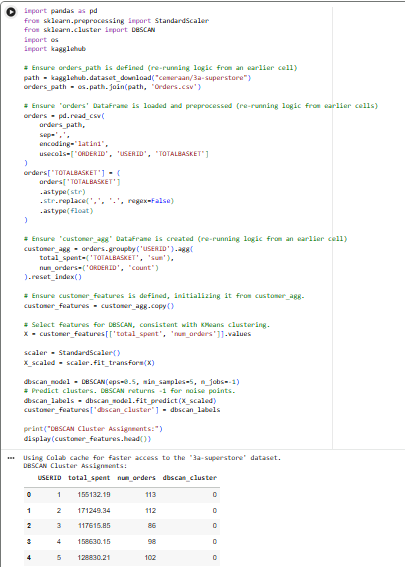 import pandas as pd
from sklearn.preprocessing import StandardScaler
from sklearn.cluster import DBSCAN
import os
import kagglehub

# Ensure orders_path is defined (re-running logic from an earlier cell)
path = kagglehub.dataset_download("cemeraan/3a-superstore")
orders_path = os.path.join(path, 'Orders.csv')

# Ensure 'orders' DataFrame is loaded and preprocessed (re-running logic from earlier cells)
orders = pd.read_csv(
    orders_path,
    sep=',',
    encoding='latin1',
    usecols=['ORDERID', 'USERID', 'TOTALBASKET']
)
orders['TOTALBASKET'] = (
    orders['TOTALBASKET']
    .astype(str)
    .str.replace(',', '.', regex=False)
    .astype(float)
)

# Ensure 'customer_agg' DataFrame is created (re-running logic from an earlier cell)
customer_agg = orders.groupby('USERID').agg(
    total_spent=('TOTALBASKET', 'sum'),
    num_orders=('ORDERID', 'count')
).reset_index()

# Ensure customer_features is defined, initializing it from customer_agg.
customer_features = customer_agg.copy()

# Select features for DBSCAN, consistent with KMeans clustering.
X = customer_features[['total_spent', 'num_orders']].values

scaler = StandardScaler()
X_scaled = scaler.fit_transform(X)

dbscan_model = DBSCAN(eps=0.5, min_samples=5, n_jobs=-1)
# Predict clusters. DBSCAN returns -1 for noise points.
dbscan_labels = dbscan_model.fit_predict(X_scaled)
customer_features['dbscan_cluster'] = dbscan_labels

print("DBSCAN Cluster Assignments:")
display(customer_features.head())

Using Colab cache for faster access to the '3a-superstore' dataset.
DBSCAN Cluster Assignments:
USERID total_spent num_orders dbscan_cluster
0 1 155132.19 113 0
1 2 171249.34 112 0
2 3 117615.85 86 0
3 4 158630.15 98 0
4 5 128830.21 102 0